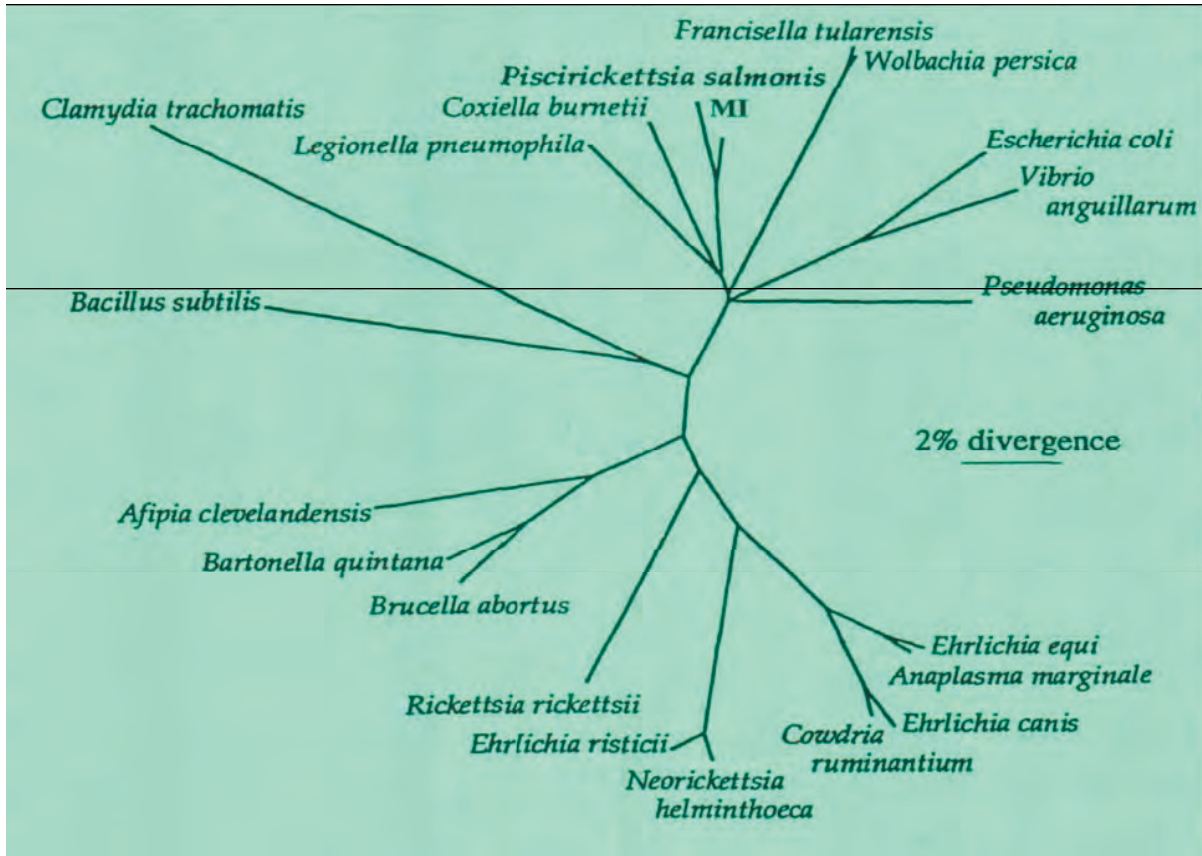 Francisella tularensis
Wolbachia persica
Piscirickettsia salmonis
Clamydia trachomatis
Coxiella burnetii
MI
Legionella pneumophila
Escherichia coli
Vibrio
anguillarum
Bacillus subtilis
Pseudomonas
aeruginosa
2% divergence
Afipia clevelandensis
Bartonella quintana
Brucella abortus
Ehrlichia equi
Anaplasma marginale
Rickettsia rickettsii
Ehrlichia canis
Cowdria
ruminantium
Ehrlichia risticii
Neorickettsia
helminthoeca